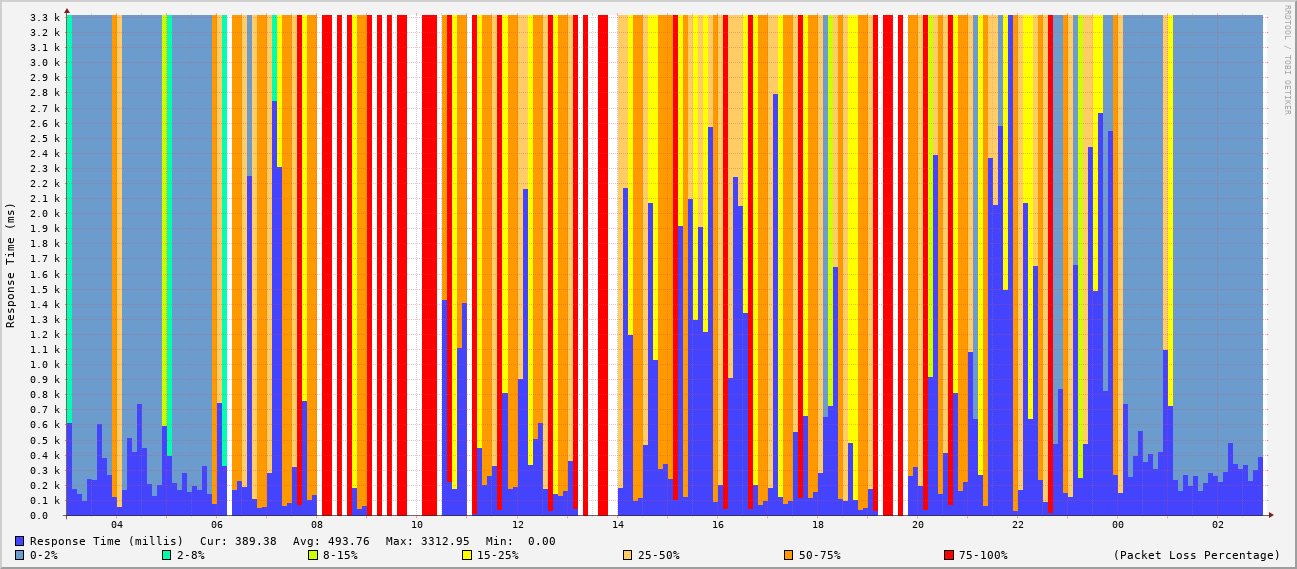 3.3 k
3.2 k
3.1 k
3.0 k
2.9 k
2.8 k
2.7 k
2.6 k
2.5 k
2.4 k
2.3 k
2.2 k
2.1 k
2.0 k
1.9 k
1.8 k
1.7 k
1.6 k
1.5 k
1.4 k
1.3 k
1.2 k
1.1 k
1.0 k
0.9 k
0.8 k
0.7 k
0.6 k
0.5 k
0.4 k
0.3 k
0.2 k
0.1 k
0.0
Response Time (ms)
RRDTOOL / TOBI OETIKER
04 06 08 10 12 14 16 18 20 22 00 02
Response Time (millis) Cur: 389.38 Avg: 493.76 Max: 3312.95 Min: 0.00
0-2% 2-8% 8-15% 15-25% 25-50% 50-75% 75-100% (Packet Loss Percentage)